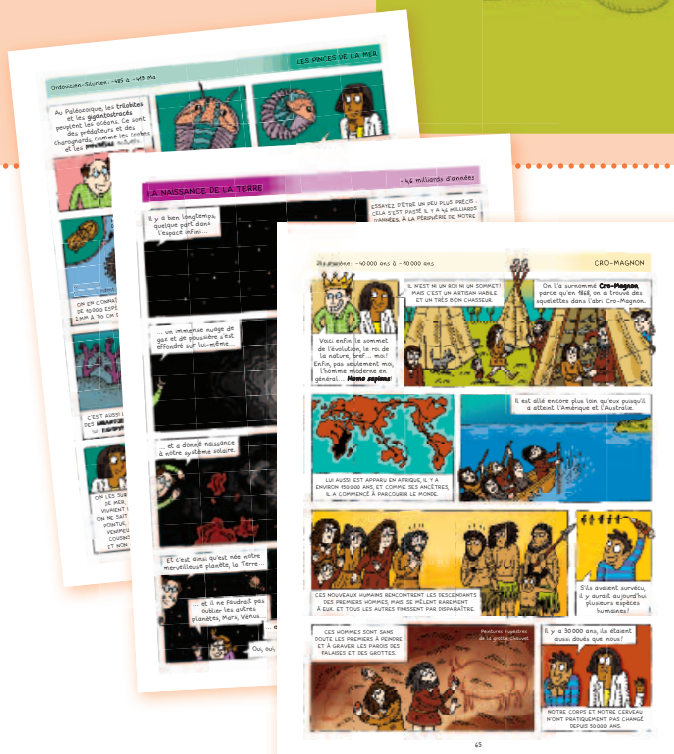 Ordovicien-Silurien: -485 à -419 Ma
LES PINCES DE LA MER
Au Paléozoïque, les trilobites
et les gigantostracés
peuplent les océans. Ce sont
des prédateurs et des
charognards, comme les
et les
ON EN
DE 10000
C'EST AUSSI
DES
ON LES
DE MER,
VIVAIENT
ON NE SAIT
POINTUE,
VENIMEU
COUSINS
ET NON
LA NAISSANCE DE LA TERRE
-4,6 milliards d'années
Il y a bien longtemps,
quelque part dans
l'espace infini...
ESSAYEZ D'ÊTRE UN PEU PLUS PRÉCIS :
CELA S'EST PASSÉ IL Y A 4,6 MILLIARDS
D'ANNÉES, À LA PÉRIPHÉRIE DE NOTRE
... un immense nuage de
gaz et de poussière s'est
effondré sur lui-même...
... et a donné naissance
à notre système solaire.
Et c'est ainsi qu'est née notre
merveilleuse planète, la Terre...
... et il ne faudrait pas
oublier les autres
planètes, Mars, Vénus...
Oui, oui,
-40 000 ans à -10 000 ans
CRO-MAGNON
IL N'EST NI UN ROI NI UN SOMMET!
MAIS C'EST UN ARTISAN HABILE
ET UN TRÈS BON CHASSEUR.
On l'a surnommé Cro-Magnon,
parce qu'en 1868, on a trouvé des
squelettes dans l'abri Cro-Magnon.
Voici enfin le sommet
de l'évolution, le roi de
la nature, bref... moi!
Enfin, pas seulement moi,
l'homme moderne en
général... Homo sapiens!
LUI AUSSI EST APPARU EN AFRIQUE, IL Y A
ENVIRON 150 000 ANS, ET COMME SES ANCÊTRES,
IL A COMMENCÉ À PARCOURIR LE MONDE.
Il est allé encore plus loin qu'eux puisqu'il
a atteint l'Amérique et l'Australie.
CES NOUVEAUX HUMAINS RENCONTRENT LES DESCENDANTS
DES PREMIERS HOMMES, MAIS SE MÊLENT RAREMENT
À EUX. ET TOUS LES AUTRES FINISSENT PAR DISPARAÎTRE.
S'ils avaient survécu,
il y aurait aujourd'hui
plusieurs espèces
humaines!
CES HOMMES SONT SANS
DOUTE LES PREMIERS À PEINDRE
ET À GRAVER LES PAROIS DES
FALAISES ET DES GROTTES.
Peintures rupestres
de la grotte Chauvet
Il y a 30 000 ans, ils étaient
aussi doués que nous!
NOTRE CORPS ET NOTRE CERVEAU
N'ONT PRATIQUEMENT PAS CHANGÉ
DEPUIS 50 000 ANS.
65